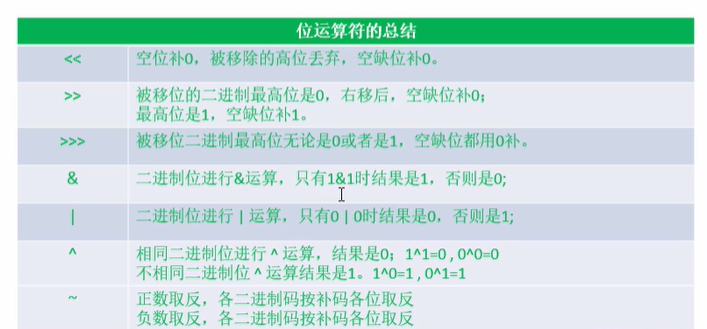 位运算符的总结
<< 空位补0，被移除的高位丢弃，空缺位补0。
>> 被移位的二进制最高位是0，右移后，空缺位补0；
最高位是1，空缺位补1。
>>> 被移位二进制最高位无论是0或者是1，空缺位都用0补。
& 二进制位进行&运算，只有1&1时结果是1，否则是0;
| 二进制位进行 | 运算，只有0 | 0时结果是0，否则是1;
^ 相同二进制位进行 ^ 运算，结果是0；1^1=0 , 0^0=0
不相同二进制位 ^ 运算结果是1。1^0=1 , 0^1=1
~ 正数取反，各二进制码按补码各位取反
负数取反，各二进制码按补码各位取反